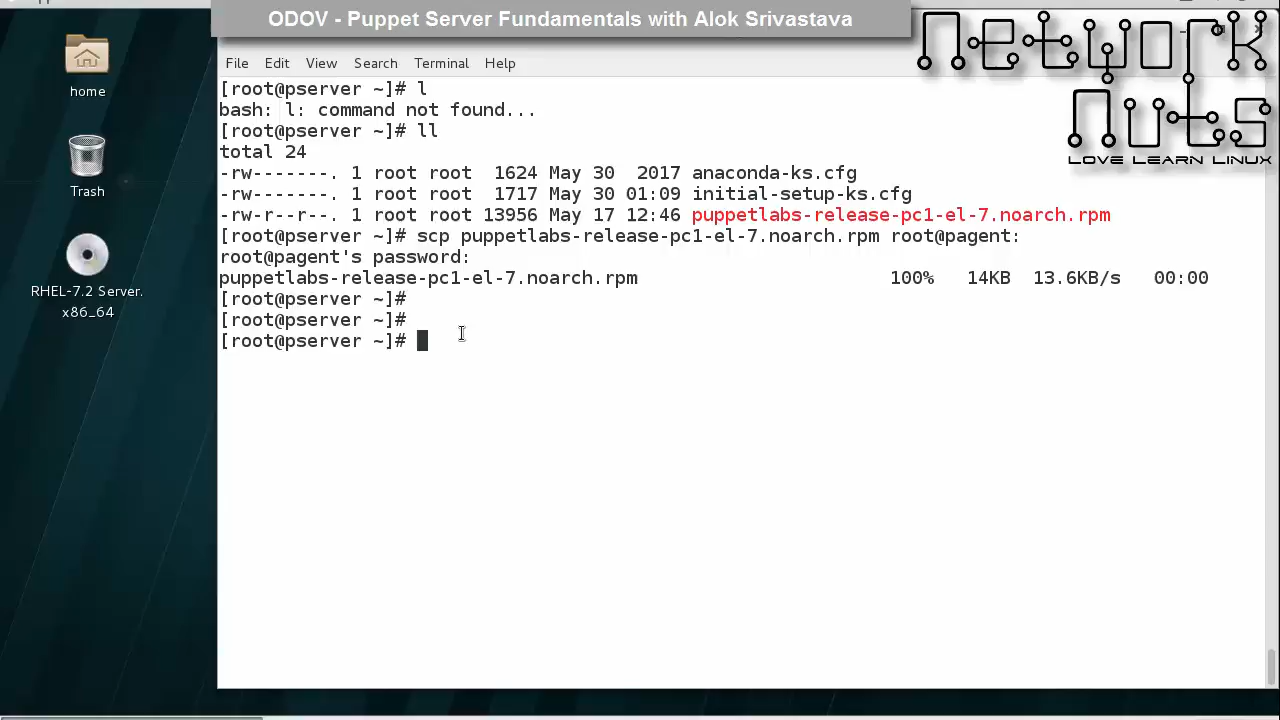 ODOV - Puppet Server Fundamentals with Alok Srivastava
Network
nuts
LOVE LEARN LINUX
home
Trash
RHEL-7.2 Server.
x86_64
File Edit View Search Terminal Help
[root@pserver ~]# l
bash: l: command not found...
[root@pserver ~]# ll
total 24
-rw-------. 1 root root  1624 May 30  2017 anaconda-ks.cfg
-rw-------. 1 root root  1717 May 30 01:09 initial-setup-ks.cfg
-rw-r--r--. 1 root root 13956 May 17 12:46 puppetlabs-release-pc1-el-7.noarch.rpm
[root@pserver ~]# scp puppetlabs-release-pc1-el-7.noarch.rpm root@pagent:
root@pagent's password:
puppetlabs-release-pc1-el-7.noarch.rpm 100% 14KB 13.6KB/s 00:00
[root@pserver ~]#
[root@pserver ~]#
[root@pserver ~]#